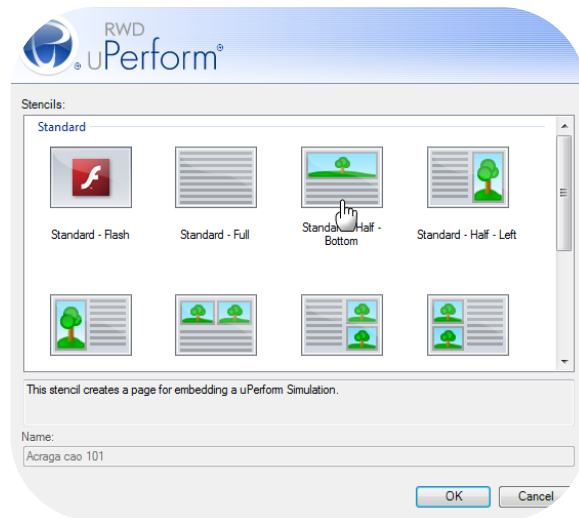 RWD
uPerform®
Stencils:
Standard
Standard - Flash
Standard - Full
Standard - Half -
Bottom
Standard - Half - Left
This stencil creates a page for embedding a uPerform Simulation.
Name:
Acraga cao 101
OK
Cancel